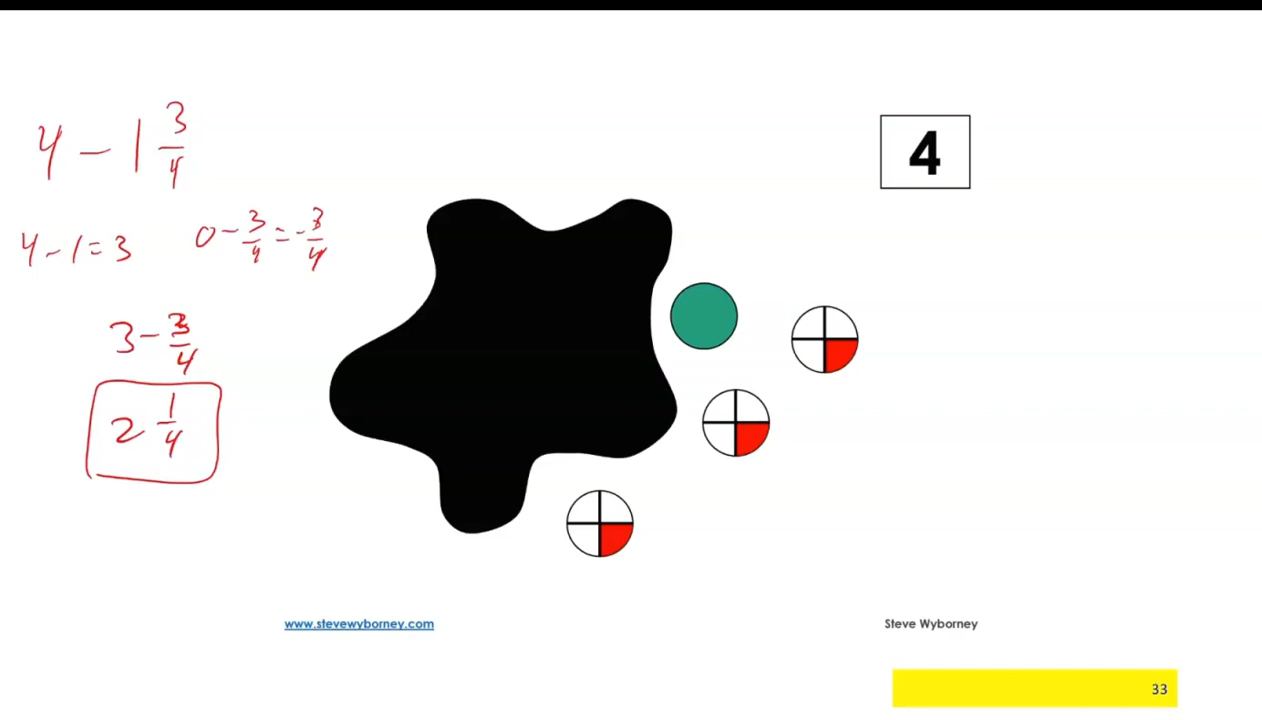 4 - 1 3/4
4 - 1 = 3
0 - 3/4 = -3/4
3 - 3/4
2 1/4
4
www.stevewyborney.com
Steve Wyborney
33